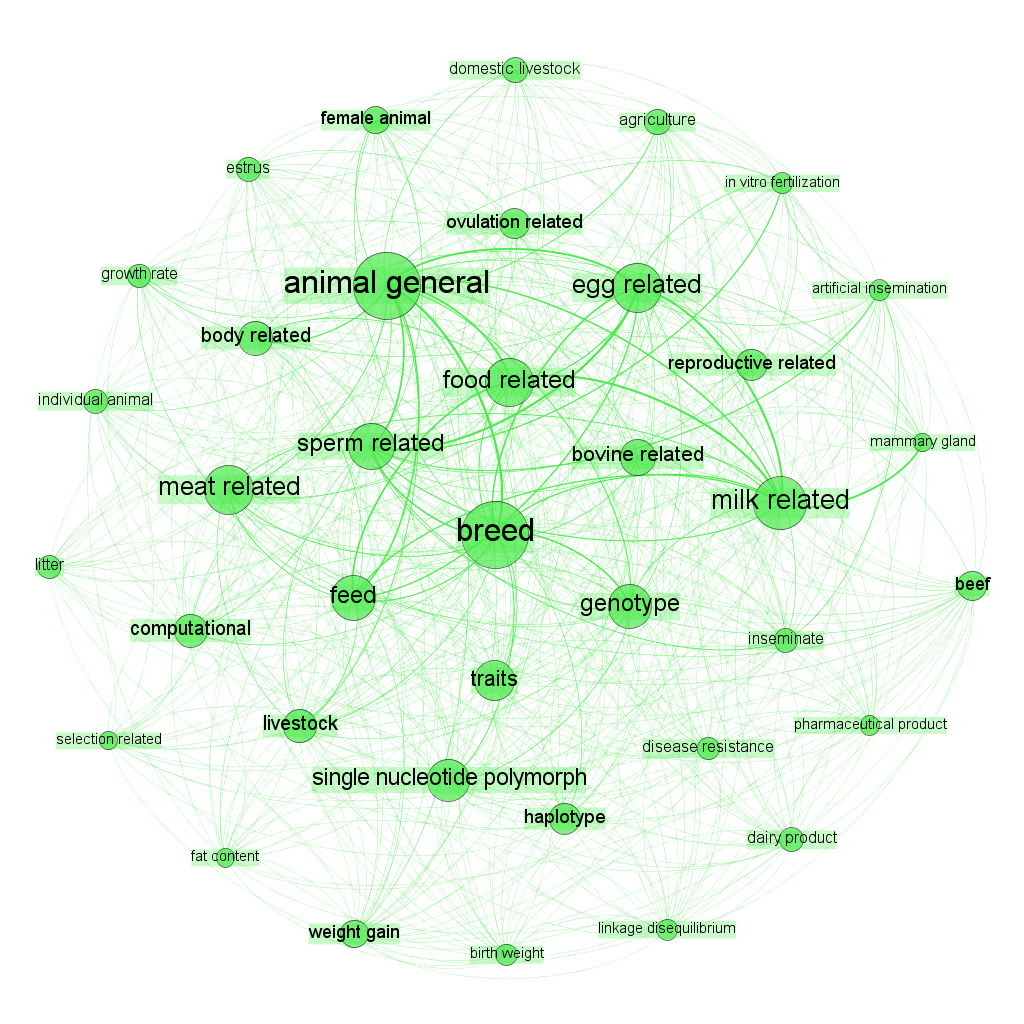 domestic livestock
female animal
agriculture
estrus
in vitro fertilization
ovulation related
growth rate
animal general
egg related
artificial insemination
body related
reproductive related
food related
individual animal
sperm related
mammary gland
bovine related
meat related
milk related
breed
litter
beef
feed
genotype
computational
inseminate
traits
livestock
pharmaceutical product
selection related
disease resistance
single nucleotide polymorph
haplotype
dairy product
fat content
linkage disequilibrium
weight gain
birth weight